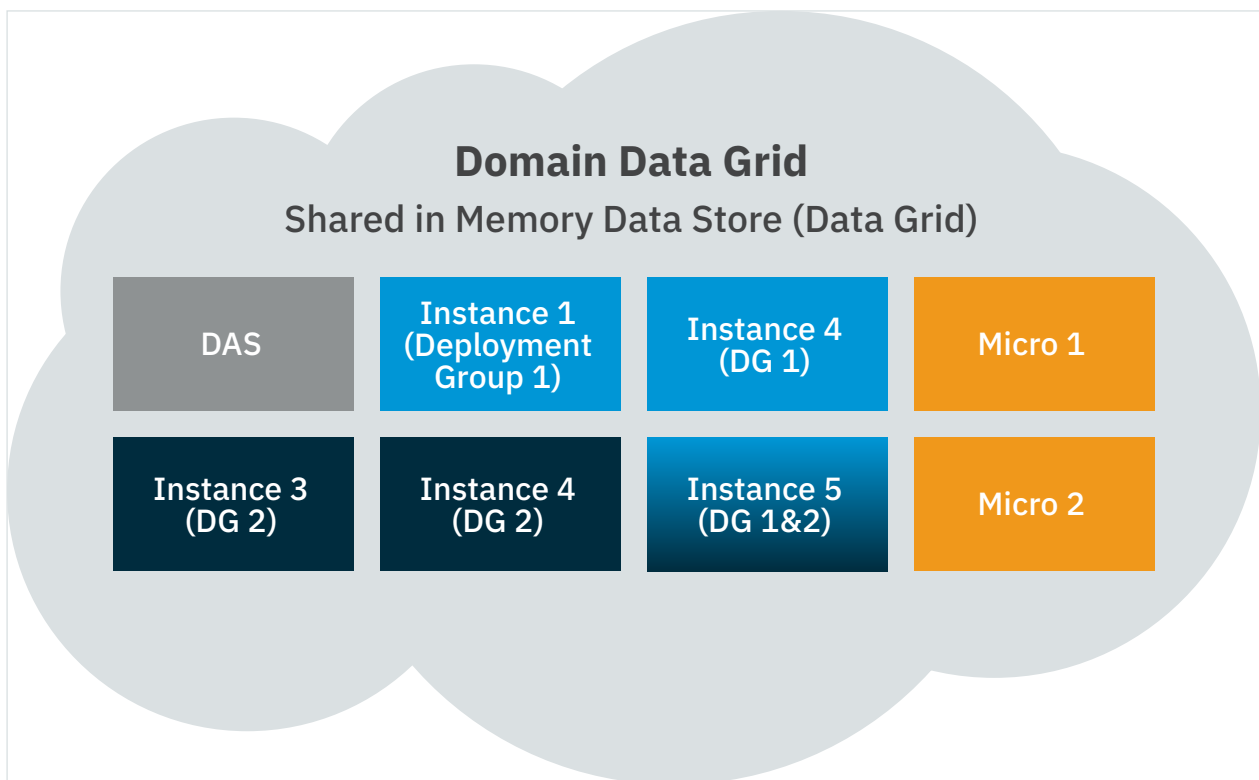 Domain Data Grid
Shared in Memory Data Store (Data Grid)
DAS
Instance 1
(Deployment
Group 1)
Instance 4
(DG 1)
Micro 1
Instance 3
(DG 2)
Instance 4
(DG 2)
Instance 5
(DG 1&2)
Micro 2